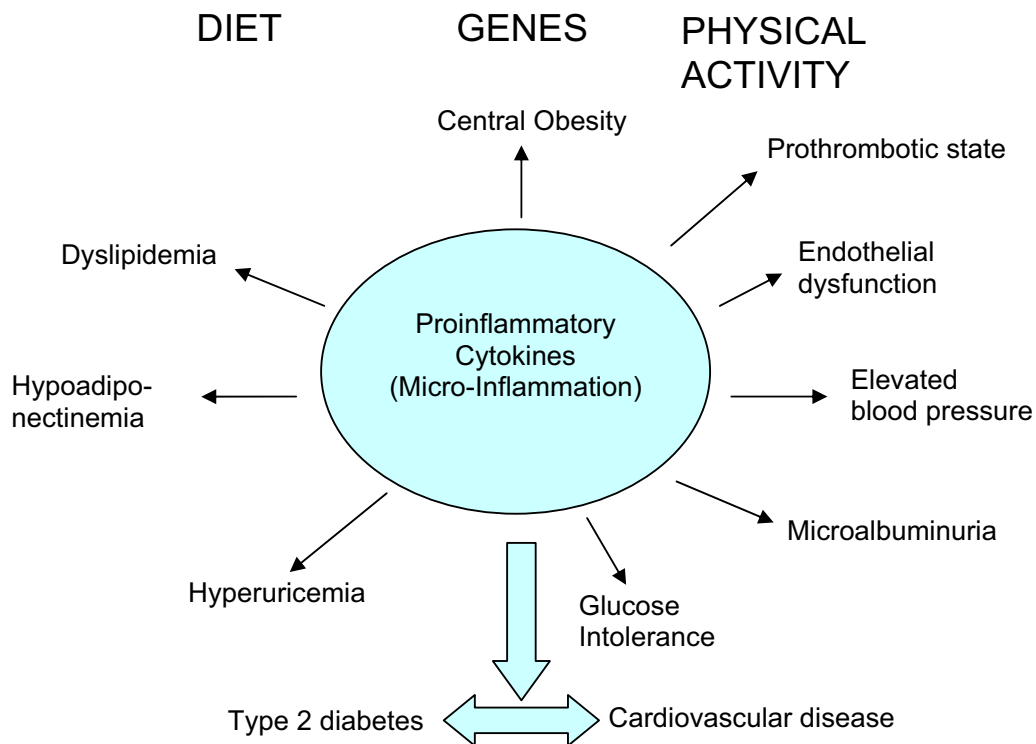 DIET
GENES
PHYSICAL
ACTIVITY
Central Obesity
Prothrombotic state
Dyslipidemia
Endothelial
dysfunction
Proinflammatory
Cytokines
(Micro-Inflammation)
Hypoadipo-
nectinemia
Elevated
blood pressure
Microalbuminuria
Hyperuricemia
Glucose
Intolerance
Type 2 diabetes
Cardiovascular disease